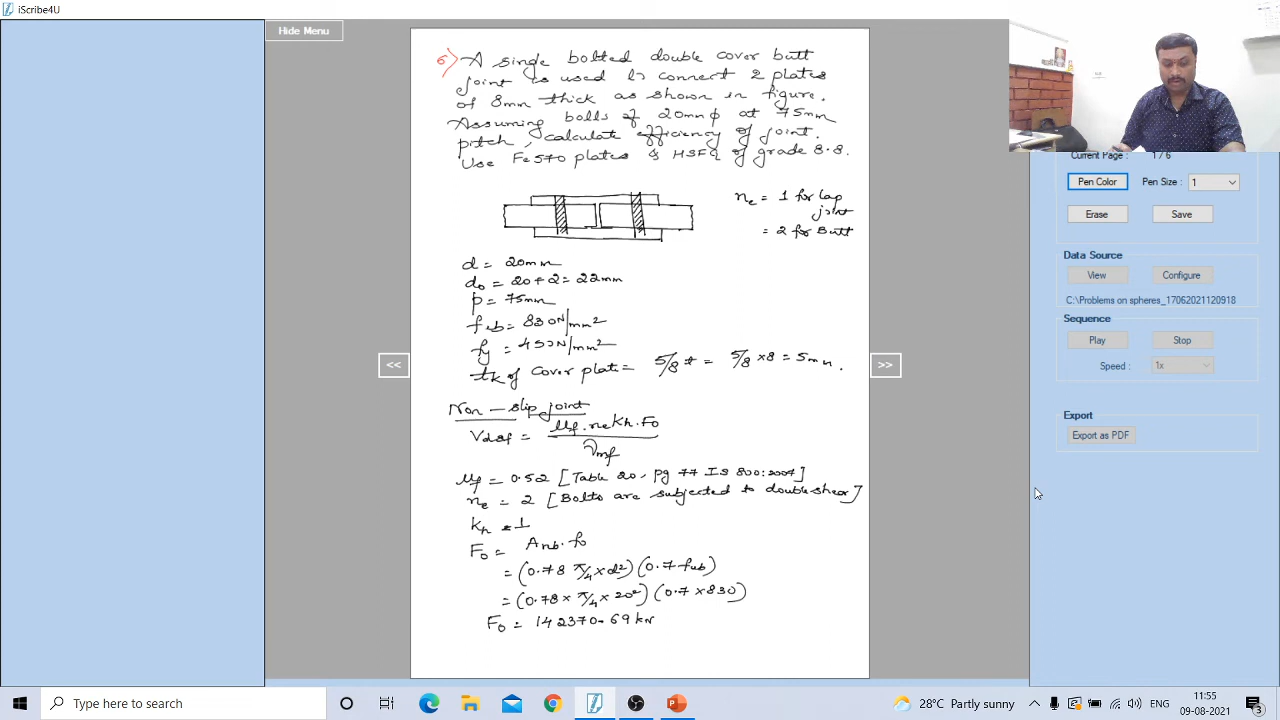 iScribe4U
Hide Menu
6) A single bolted double cover butt
joint is used to connect 2 plates
of 8mm thick as shown in figure.
Assuming bolts of 20mm ϕ at 75mm
pitch, calculate efficiency of joint.
Use Fe570 plates & HSFG of grade 8.8.
ne = 1 for lap
joint
= 2 for Butt
d = 20mm
do = 20+2 = 22mm
p = 75mm
fub = 830N/mm²
fy = 450N/mm²
tk of cover plate = 5/8 t = 5/8 ×8 = 5mm.
Non-slip joint
Vdsf = μf.ne Kh.Fo
γmf
μf = 0.52 [Table 20, pg 77 IS 800:2007]
ne = 2 [Bolts are subjected to double shear]
Kh = 1
Fo = Anb.fo
= (0.78 π/4 × d²) (0.7 fub)
= (0.78 × π/4 × 20²) (0.7 × 830)
Fo = 142370.69 kN
<<
>>
Current Page : 1 / 6
Pen Color Pen Size : 1
Erase Save
Data Source
View Configure
C:\Problems on spheres_17062021120918
Sequence
Play Stop
Speed : 1x
Export
Export as PDF
Type here to search
28°C Partly sunny
ENG
11:55
09-08-2021
3